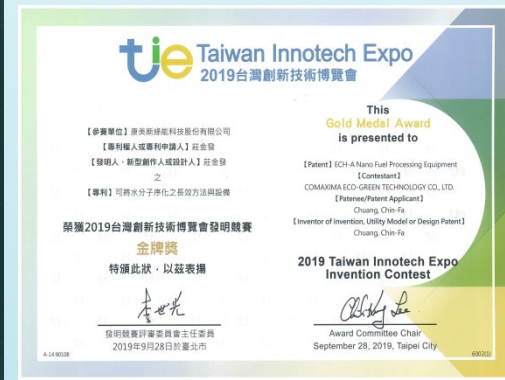 tie Taiwan Innotech Expo
2019台灣創新技術博覽會
【參賽單位】康美斯綠能科技股份有限公司
【專利權人或專利申請人】莊金發
【發明人、新型創作人或設計人】莊金發
之
【專利】可將水分子序化之長效方法與設備
榮獲2019台灣創新技術博覽會發明競賽
金牌獎
特頒此狀，以茲表揚
李世光
發明競賽評審委員會主任委員
2019年9月28日於臺北市
A-14 00109
This
Gold Medal Award
is presented to
【Patent】ECH-A Nano Fuel Processing Equipment
【Contestant】
COMAXIMA ECO-GREEN TECHNOLOGY CO., LTD.
【Patenee/Patent Applicant】
Chuang, Chin-Fa
【Inventor of Invention, Utility Model or Design Patent】
Chuang, Chin-Fa
2019 Taiwan Innotech Expo
Invention Contest
Award Committee Chair
September 28, 2019, Taipei City
6002(1)